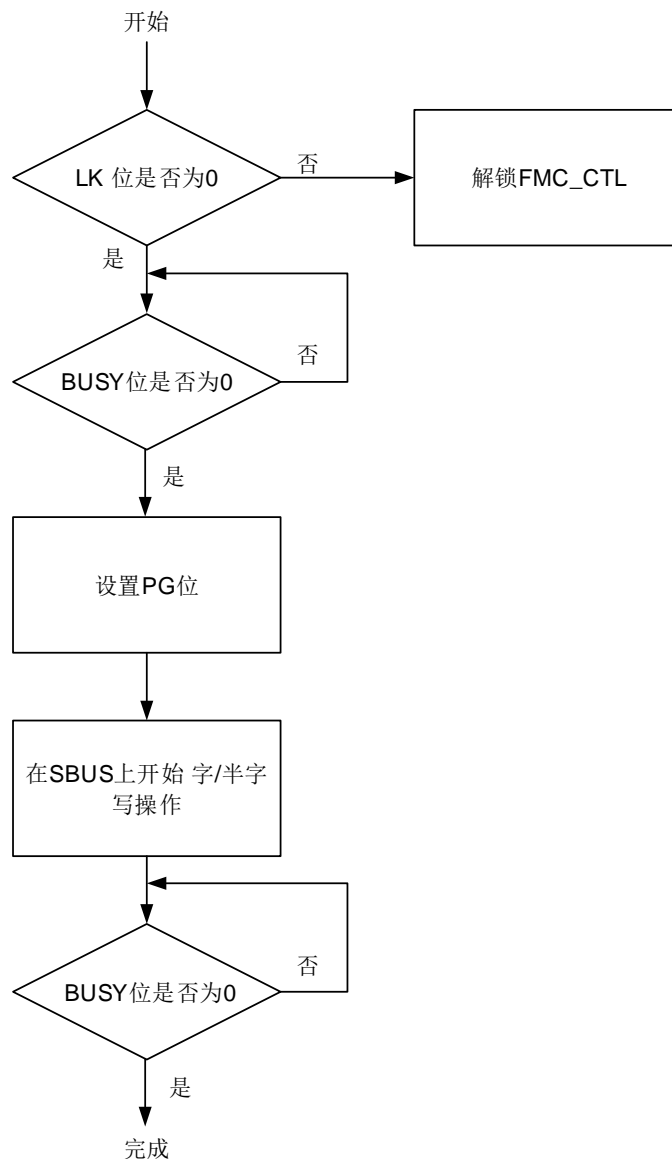 开始
LK 位是否为0
否
解锁FMC_CTL
是
BUSY位是否为0
否
是
设置PG位
在SBUS上开始 字/半字
写操作
BUSY位是否为0
否
是
完成